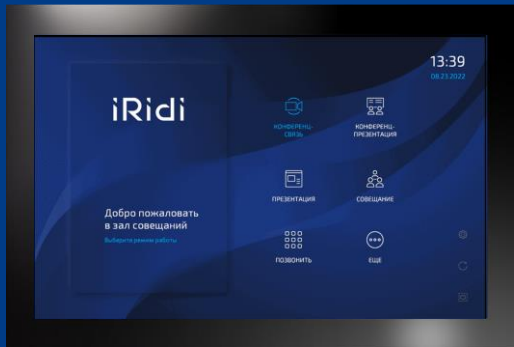 13:39
08.23.2022
iRidi
КОНФЕРЕНЦ-
СВЯЗЬ
КОНФЕРЕНЦ-
ПРЕЗЕНТАЦИЯ
ПРЕЗЕНТАЦИЯ
СОВЕЩАНИЕ
Добро пожаловать
в зал совещаний
Выберите режим работы
ПОЗВОНИТЬ
ЕЩЕ